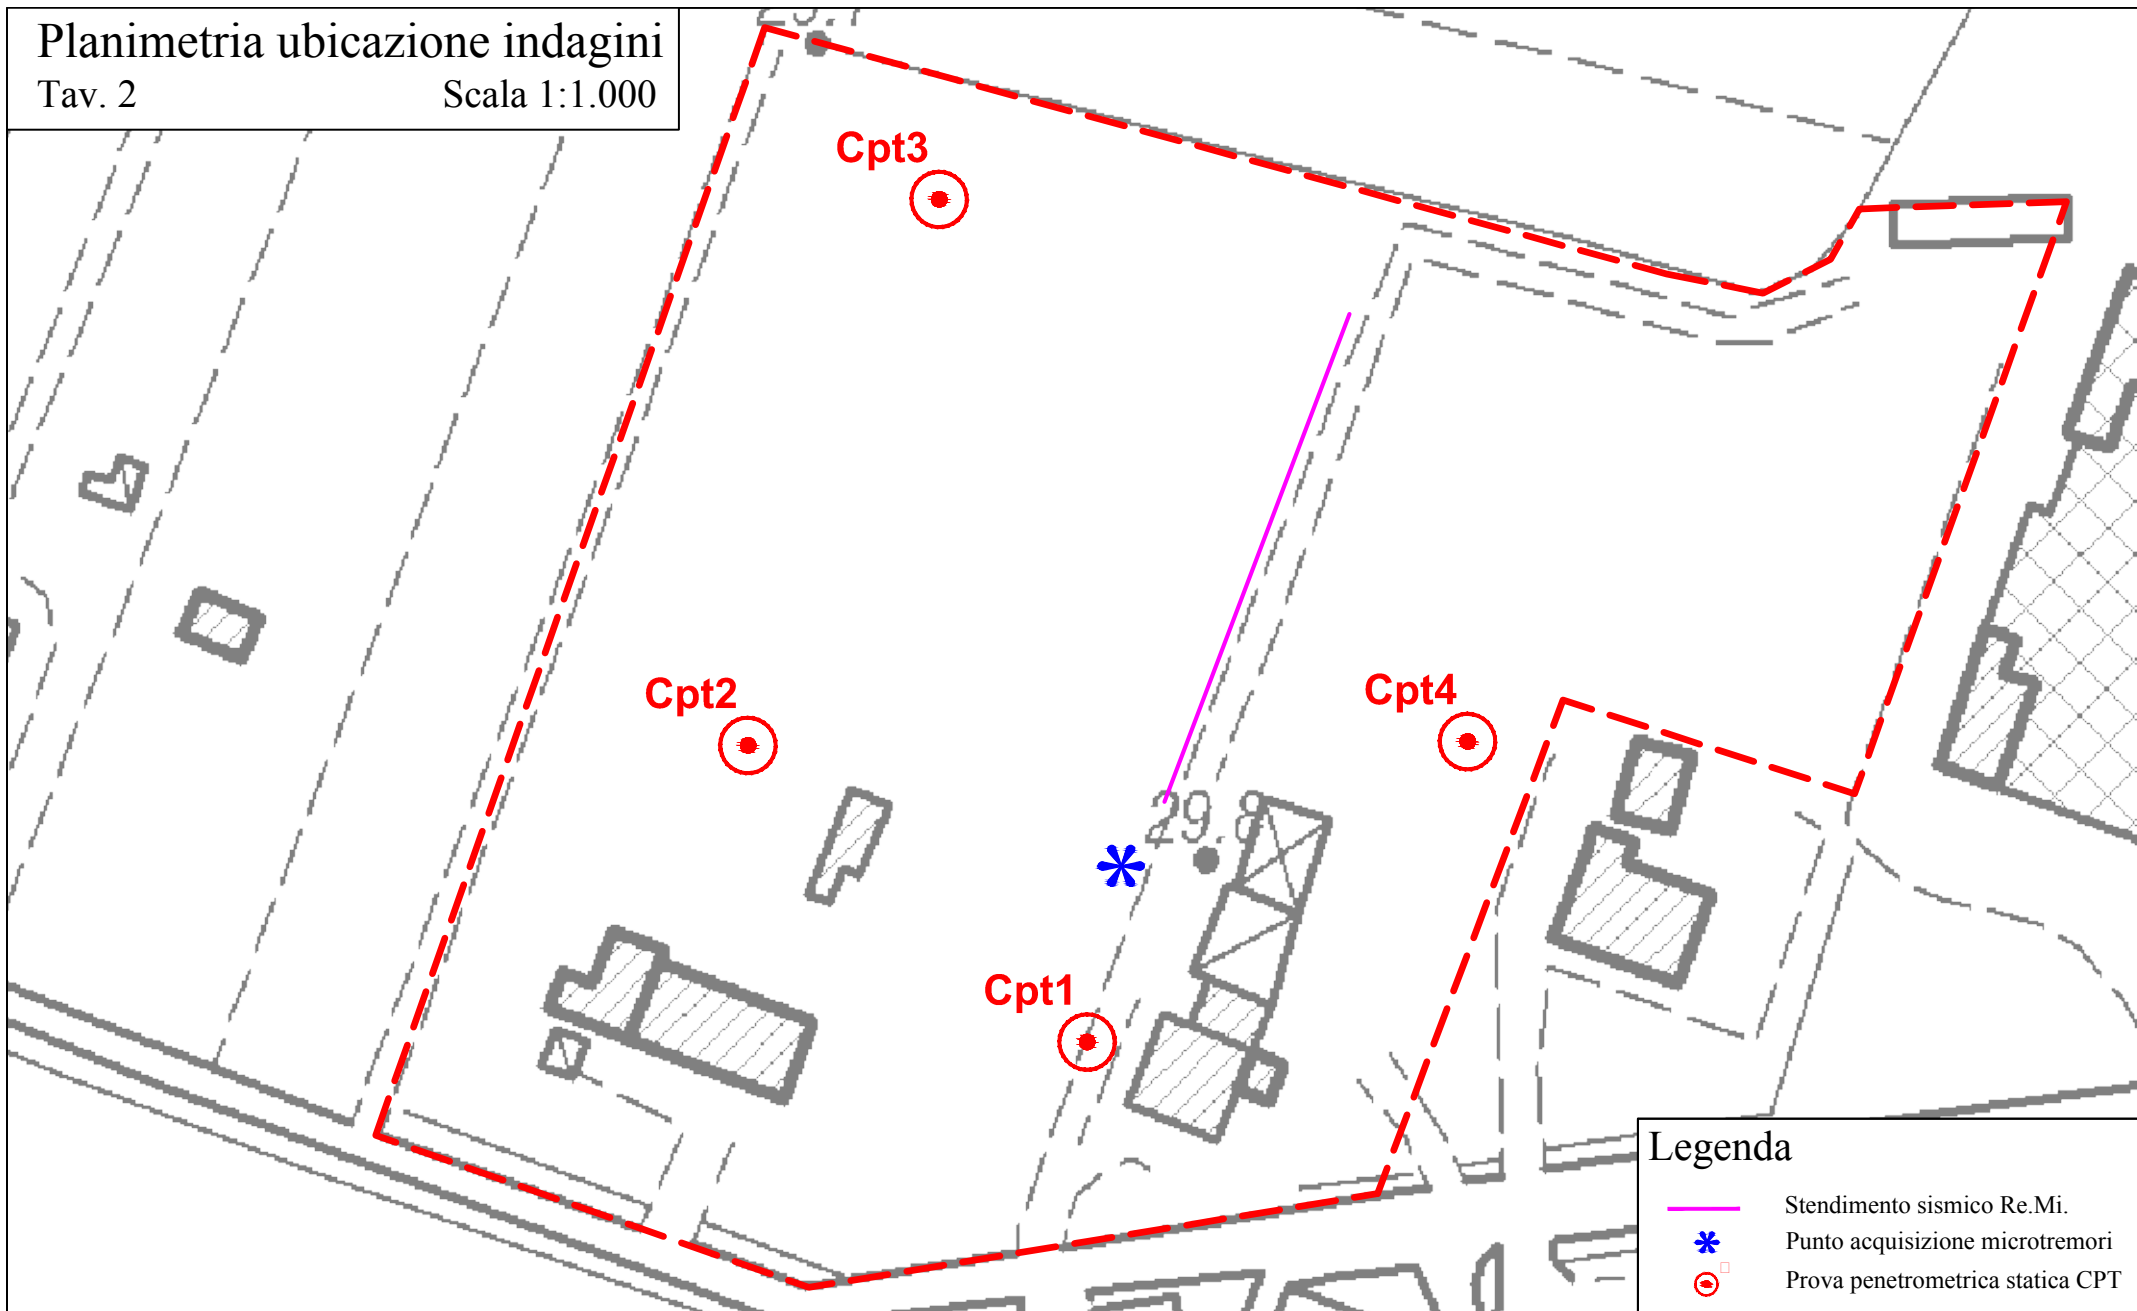 Planimetria ubicazione indagini
Tav. 2 Scala 1:1.000
Cpt3
Cpt2
Cpt4
29.8
Cpt1
Legenda
Stendimento sismico Re.Mi.
Punto acquisizione microtremori
Prova penetrometrica statica CPT